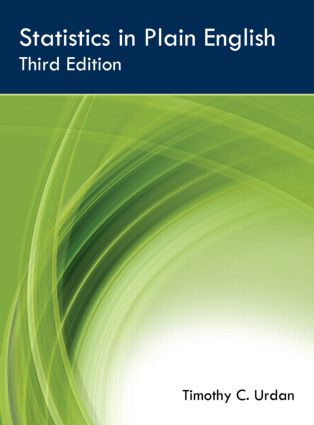 Statistics in Plain English
Third Edition
Timothy C. Urdan